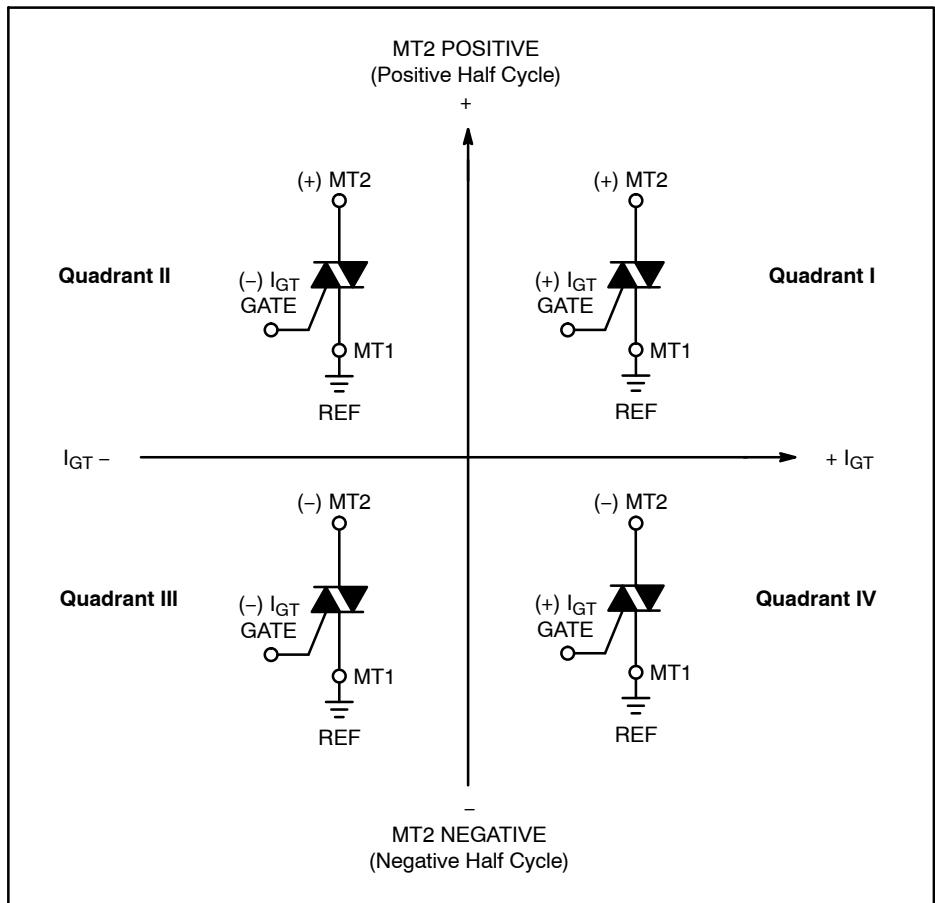 MT2 POSITIVE
(Positive Half Cycle)
+
(+) MT2
(+) MT2
Quadrant II
(−) IGT
GATE
(+) IGT
GATE
Quadrant I
MT1
MT1
REF
REF
IGT −
+ IGT
(−) MT2
(−) MT2
Quadrant III
(−) IGT
GATE
(+) IGT
GATE
Quadrant IV
MT1
MT1
REF
REF
−
MT2 NEGATIVE
(Negative Half Cycle)